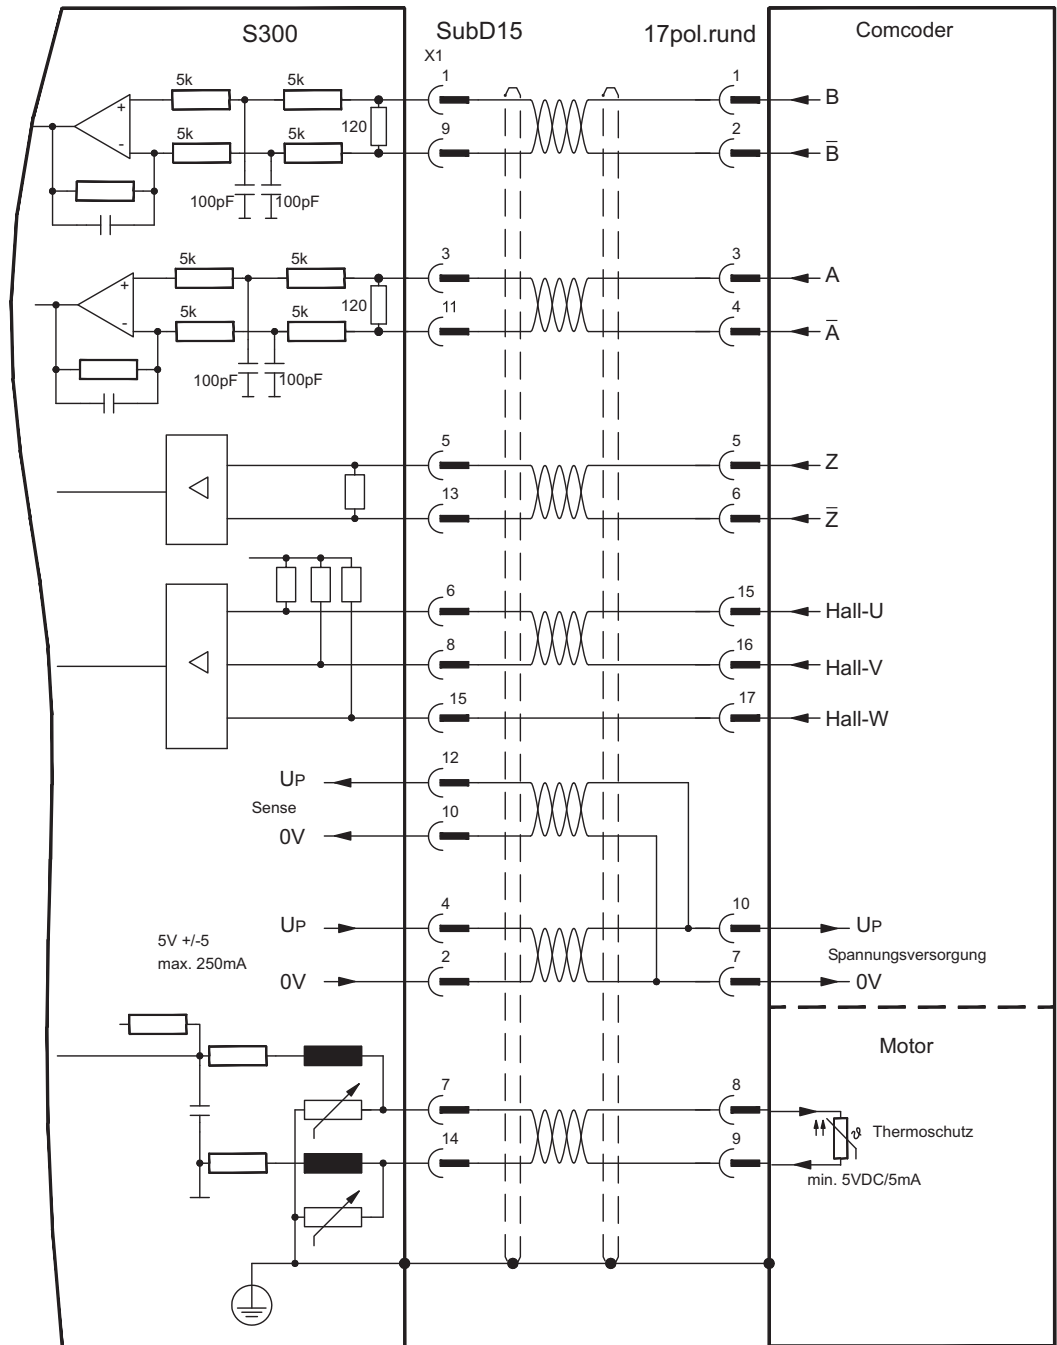 S300 SubD15 17pol.rund Comcoder
X1
5k 5k 1 1 B
120
5k 5k 9 2 B̅
100pF 100pF
5k 5k 3 3 A
120
5k 5k 11 4 A̅
100pF 100pF
5 5 Z
13 6 Z̅
6 15 Hall-U
8 16 Hall-V
15 17 Hall-W
UP 12
Sense
0V 10
UP 4 10 UP
5V +/-5
max. 250mA
Spannungsversorgung
0V 2 7 0V
Motor
7 8
ϑ Thermoschutz
14 9
min. 5VDC/5mA
+
-
+
-